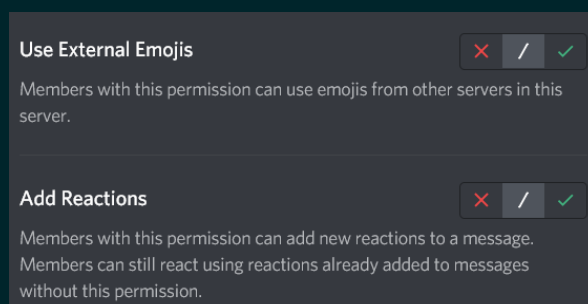 Use External Emojis
/
Members with this permission can use emojis from other servers in this
server.
Add Reactions
/
Members with this permission can add new reactions to a message.
Members can still react using reactions already added to messages
without this permission.